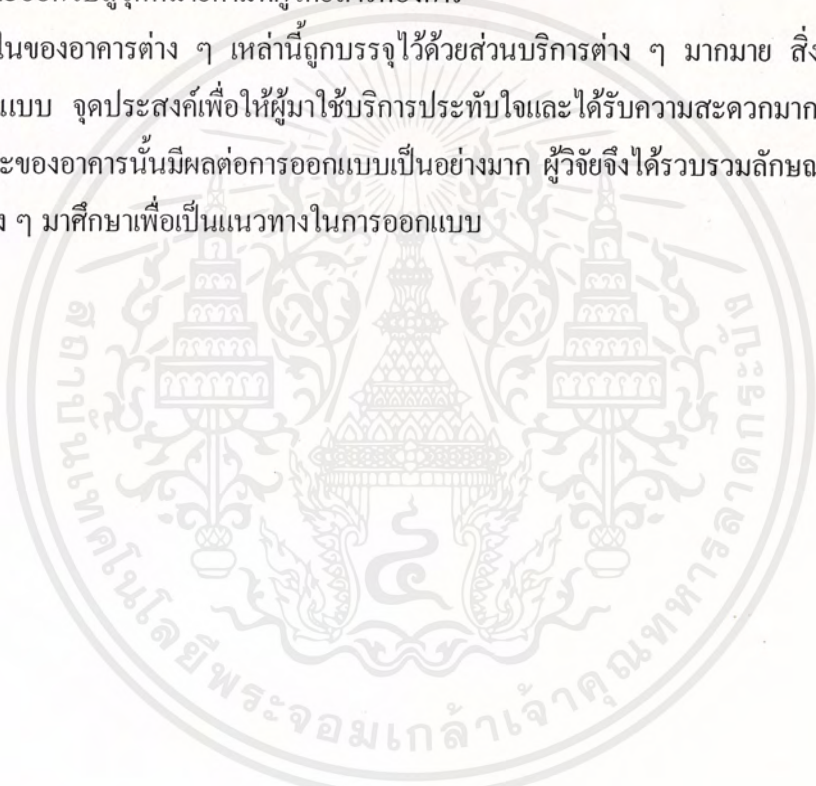 ในของอาคารต่าง ๆ เหล่านี้ถูกบรรจุไว้ด้วยส่วนบริการต่าง ๆ มากมาย สิ่ง
แบบ จุดประสงค์เพื่อให้ผู้มาใช้บริการประทับใจและได้รับความสะดวกมาก
ะของอาคารนั้นมีผลต่อการออกแบบเป็นอย่างมาก ผู้วิจัยจึงได้รวบรวมลักษณ
ง ๆ มาศึกษาเพื่อเป็นแนวทางในการออกแบบ
สถาบันเทคโนโลยีพระจอมเกล้าเจ้าคุณทหารลาดกระบัง